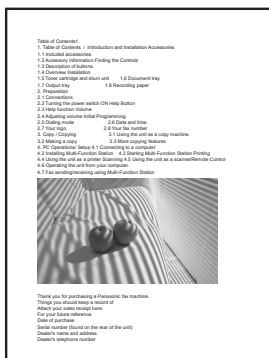 Table of Contents1.
1. Table of Contents / Introduction and Installation Accessories
1.1 Included accessories.
1.2 Accessory information.Finding the Controls
1.3 Description of buttons.
1.4 Overview Installation
1.5 Toner cartridge and drum unit 1.6 Document tray
1.7 Output tray 1.8 Recording paper
2. Preparation
2.1 Connections
2.2 Turning the power switch ON Help Button
2.3 Help function Volume
2.4 Adjusting volume Initial Programming
2.5 Dialing mode 2.6 Date and time.
2.7 Your logo 2.8 Your fax number
3. Copy / Copying 3.1 Using the unit as a copy machine.
3.2 Making a copy 3.3 More copying features
4. PC Operations/ Setup 4.1 Connecting to a computer
4.2 Installing Multi-Function Station 4.3 Starting Multi-Function Station Printing
4.4 Using the unit as a printer Scanning 4.5 Using the unit as a scannerRemote Control
4.6 Operating the unit from your computer.
4.7 Fax sending/receiving using Multi-Function Station
Thank you for purchasing a Panasonic fax machine.
Things you should keep a record of
Attach your sales receipt here.
For your future reference
Date of purchase
Serial number (found on the rear of the unit)
Dealer's name and address
Dealer's telephone number